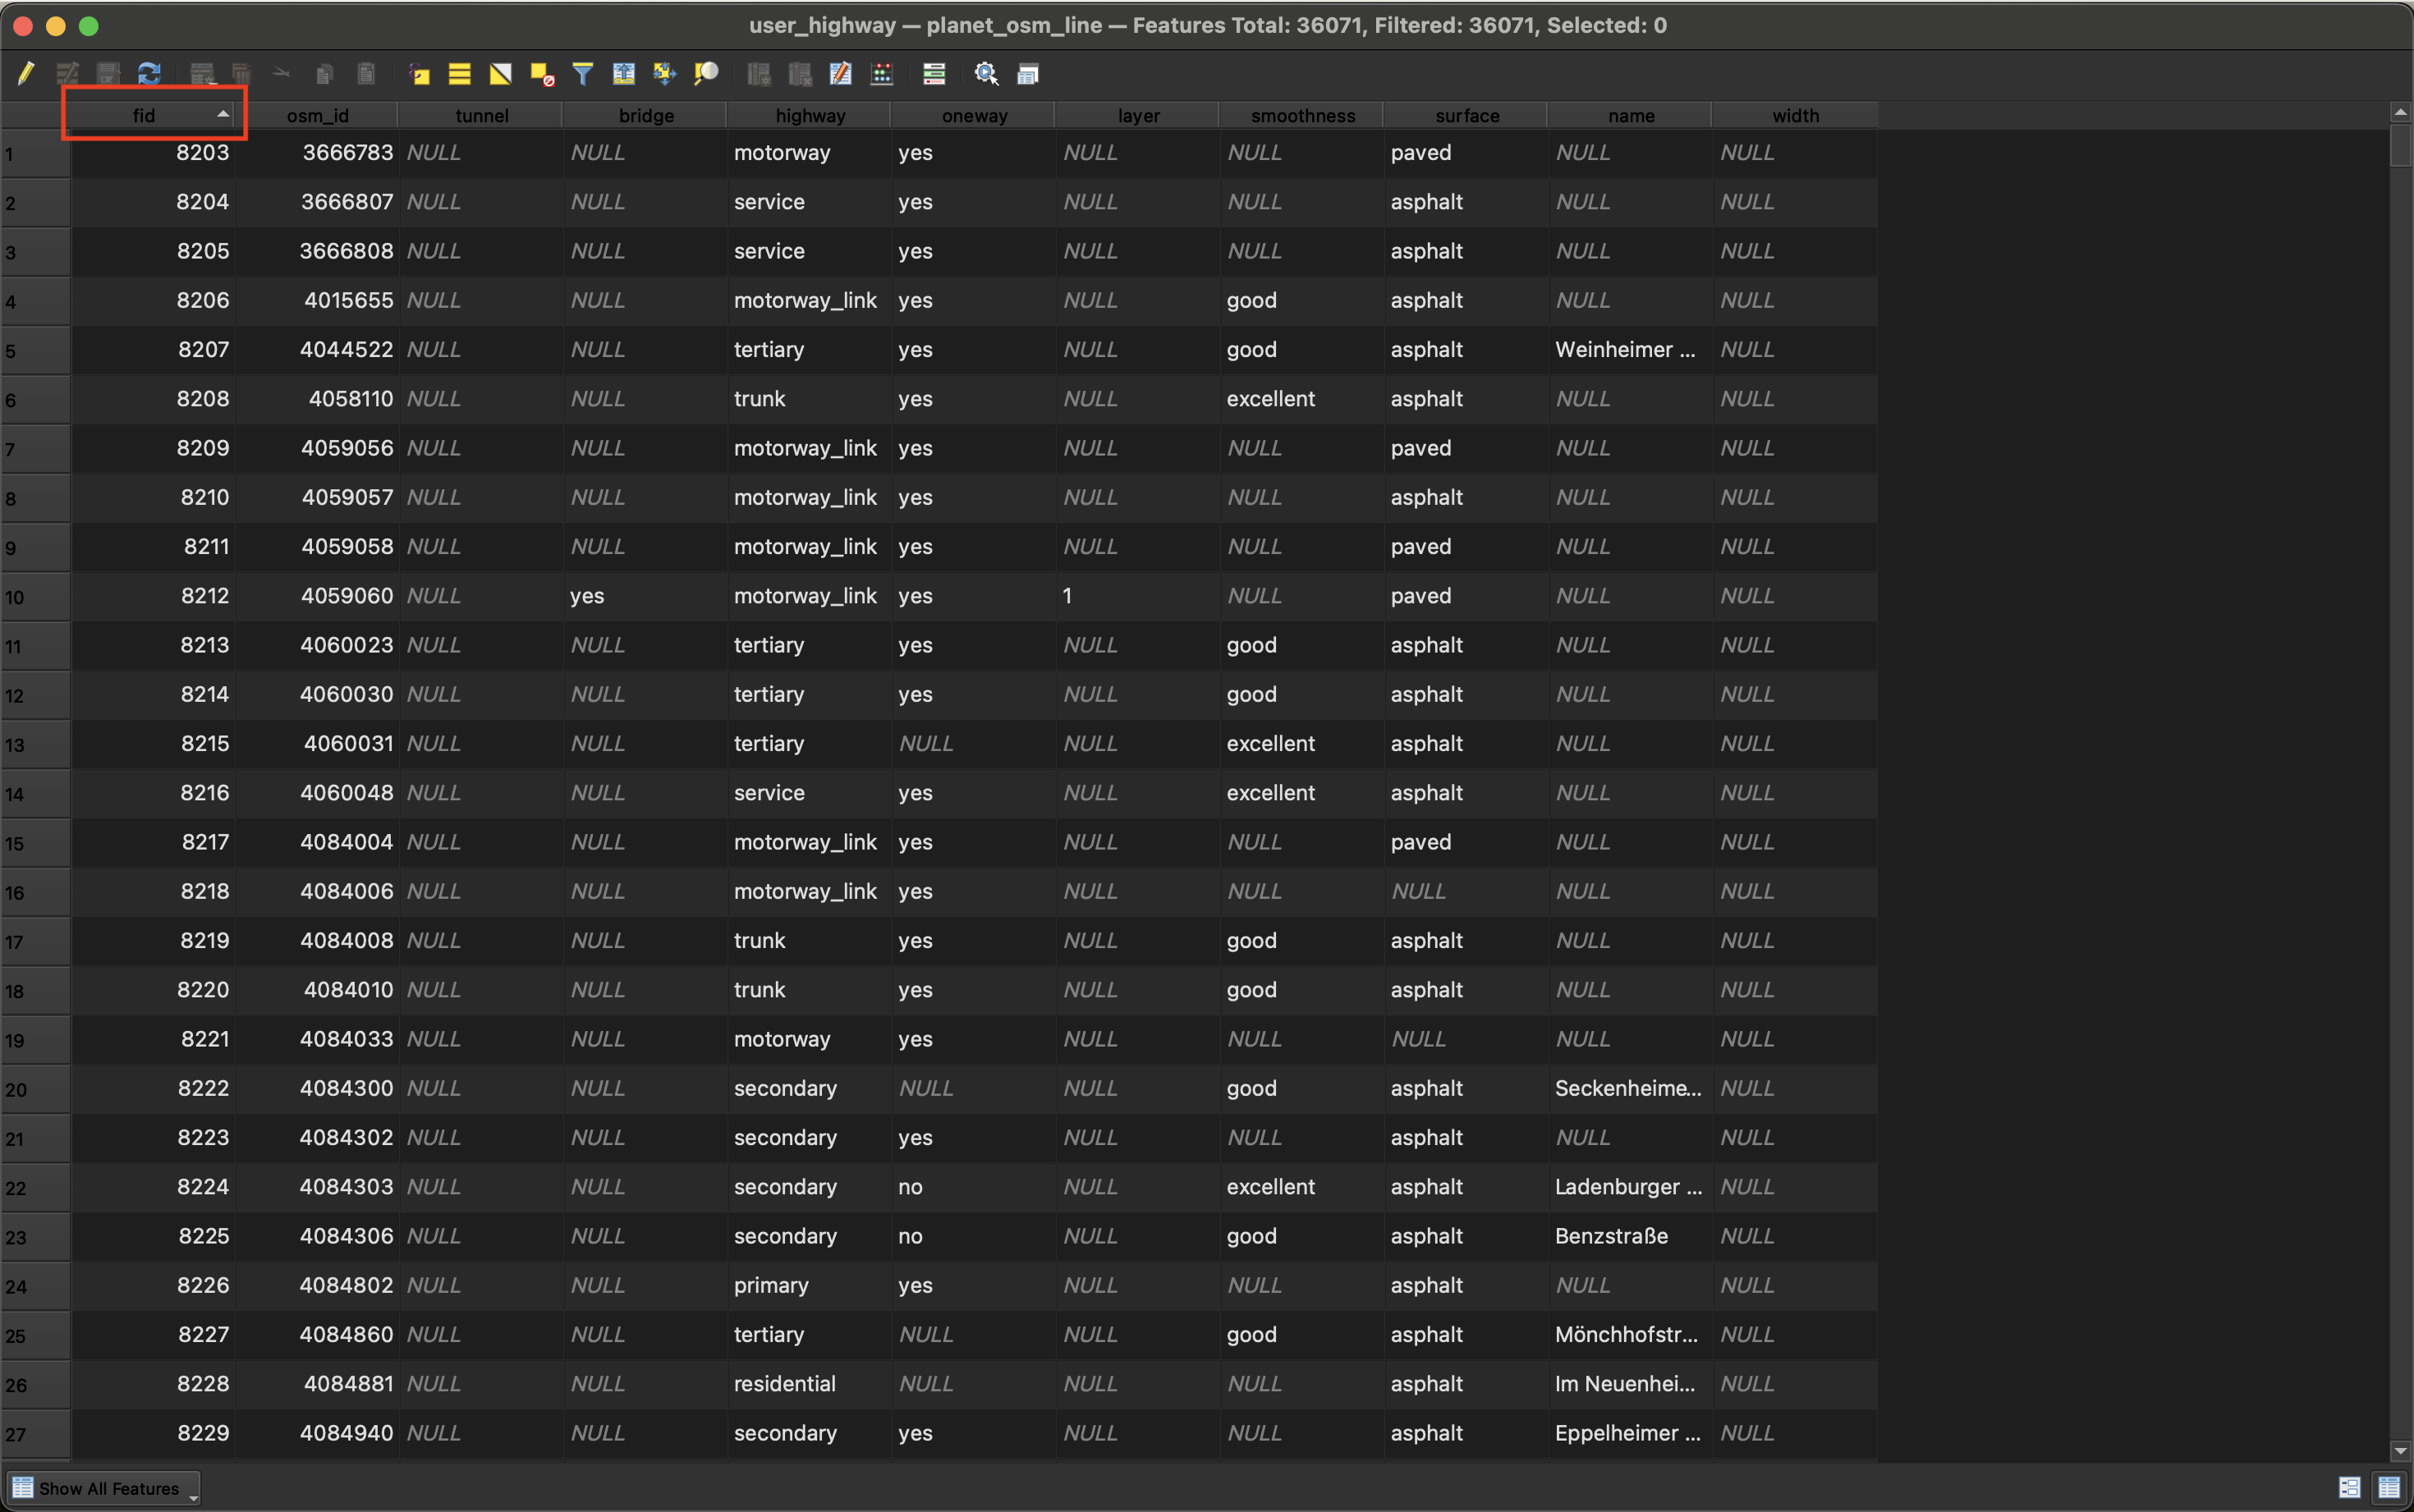 user_highway — planet_osm_line — Features Total: 36071, Filtered: 36071, Selected: 0
fid osm_id tunnel bridge highway oneway layer smoothness surface name width
1 8203 3666783 NULL NULL motorway yes NULL NULL paved NULL NULL
2 8204 3666807 NULL NULL service yes NULL NULL asphalt NULL NULL
3 8205 3666808 NULL NULL service yes NULL NULL asphalt NULL NULL
4 8206 4015655 NULL NULL motorway_link yes NULL good asphalt NULL NULL
5 8207 4044522 NULL NULL tertiary yes NULL good asphalt Weinheimer ... NULL
6 8208 4058110 NULL NULL trunk yes NULL excellent asphalt NULL NULL
7 8209 4059056 NULL NULL motorway_link yes NULL NULL paved NULL NULL
8 8210 4059057 NULL NULL motorway_link yes NULL NULL asphalt NULL NULL
9 8211 4059058 NULL NULL motorway_link yes NULL NULL paved NULL NULL
10 8212 4059060 NULL yes motorway_link yes 1 NULL paved NULL NULL
11 8213 4060023 NULL NULL tertiary yes NULL good asphalt NULL NULL
12 8214 4060030 NULL NULL tertiary yes NULL good asphalt NULL NULL
13 8215 4060031 NULL NULL tertiary NULL NULL excellent asphalt NULL NULL
14 8216 4060048 NULL NULL service yes NULL excellent asphalt NULL NULL
15 8217 4084004 NULL NULL motorway_link yes NULL NULL paved NULL NULL
16 8218 4084006 NULL NULL motorway_link yes NULL NULL NULL NULL NULL
17 8219 4084008 NULL NULL trunk yes NULL good asphalt NULL NULL
18 8220 4084010 NULL NULL trunk yes NULL good asphalt NULL NULL
19 8221 4084033 NULL NULL motorway yes NULL NULL NULL NULL NULL
20 8222 4084300 NULL NULL secondary NULL NULL good asphalt Seckenheime... NULL
21 8223 4084302 NULL NULL secondary yes NULL NULL asphalt NULL NULL
22 8224 4084303 NULL NULL secondary no NULL excellent asphalt Ladenburger ... NULL
23 8225 4084306 NULL NULL secondary no NULL good asphalt Benzstraße NULL
24 8226 4084802 NULL NULL primary yes NULL NULL asphalt NULL NULL
25 8227 4084860 NULL NULL tertiary NULL NULL good asphalt Mönchhofstr... NULL
26 8228 4084881 NULL NULL residential NULL NULL NULL asphalt Im Neuenhei... NULL
27 8229 4084940 NULL NULL secondary yes NULL NULL asphalt Eppelheimer ... NULL
Show All Features